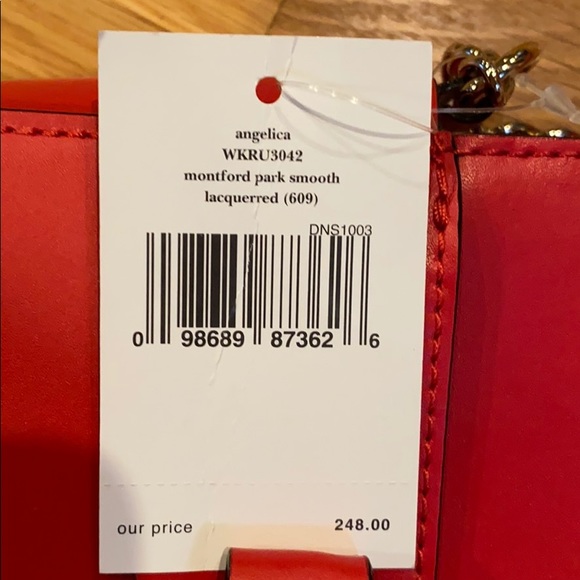 angelica
WKRU3042
montford park smooth
lacquerred (609)
DNS1003
0 98689 87362 6
our price 248.00